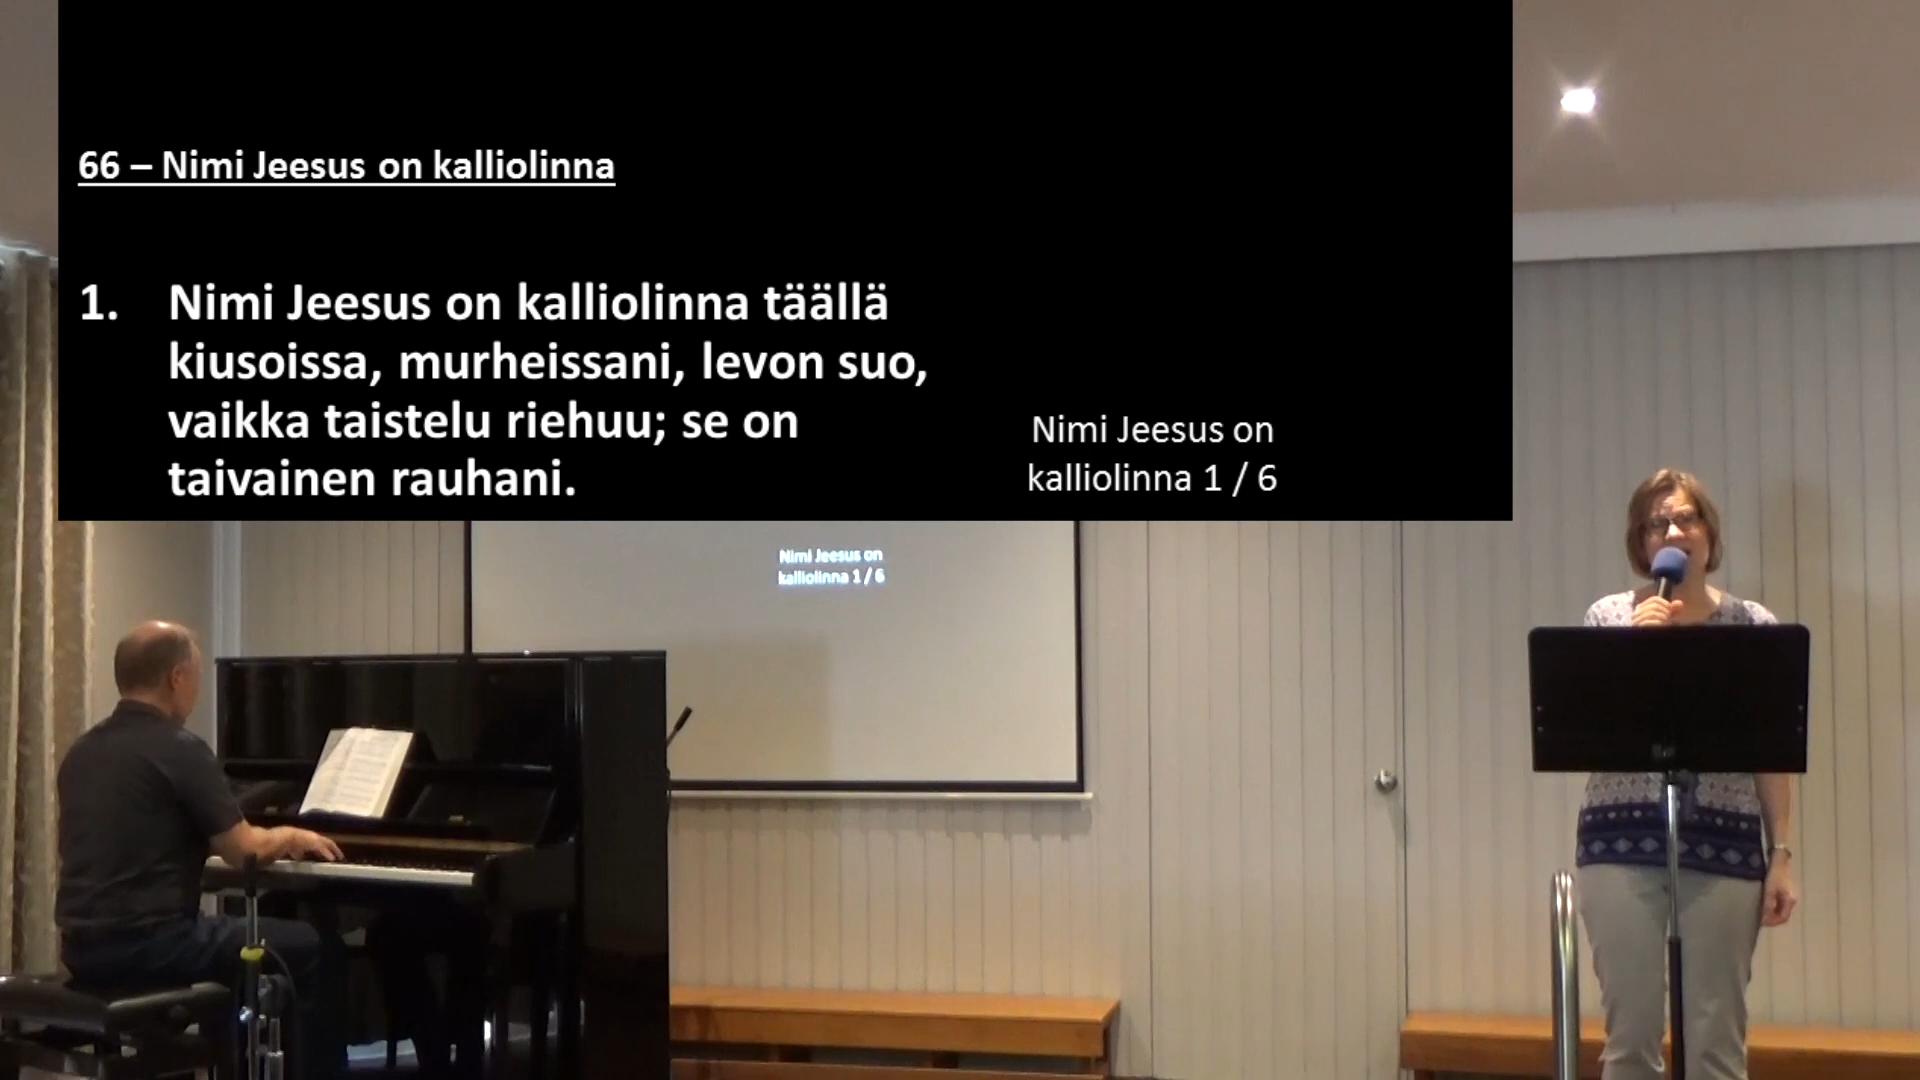 66 – Nimi Jeesus on kalliolinna
1. Nimi Jeesus on kalliolinna täällä
kiusoissa, murheissani, levon suo,
vaikka taistelu riehuu; se on
taivainen rauhani.
Nimi Jeesus on
kalliolinna 1 / 6
Nimi Jeesus on
kalliolinna 1 / 6